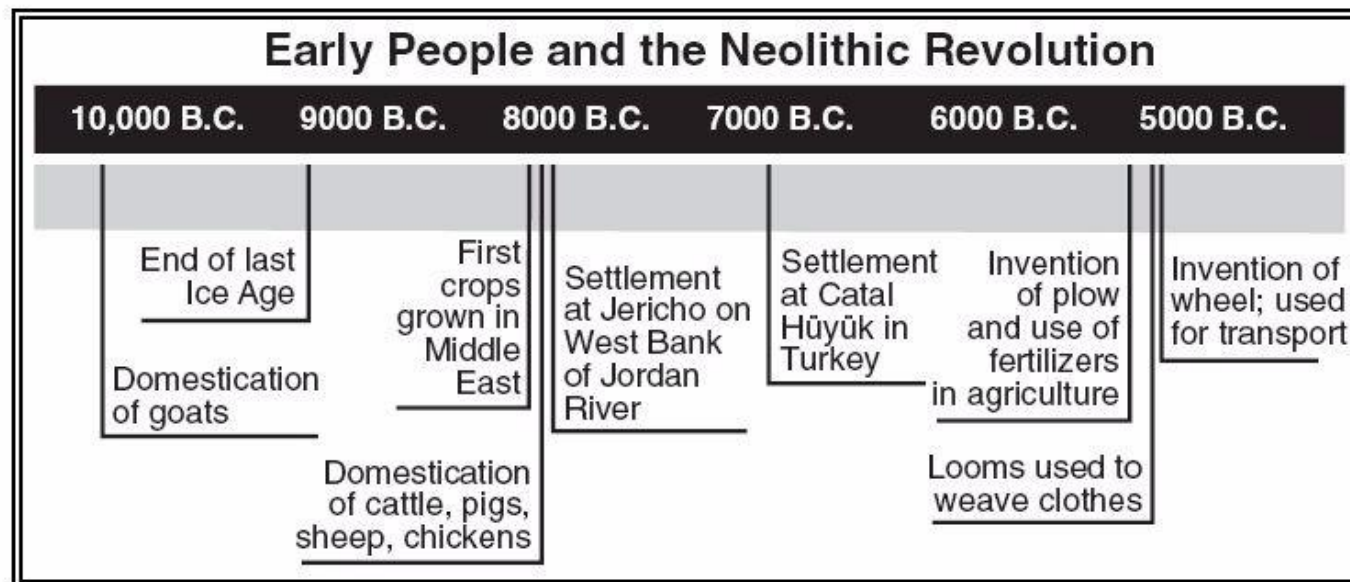 Early People and the Neolithic Revolution
10,000 B.C. 9000 B.C. 8000 B.C. 7000 B.C. 6000 B.C. 5000 B.C.
End of last
Ice Age
Domestication
of goats
First
crops
grown in
Middle
East
Domestication
of cattle, pigs,
sheep, chickens
Settlement
at Jericho on
West Bank
of Jordan
River
Settlement
at Catal
Hüyük in
Turkey
Invention
of plow
and use of
fertilizers
in agriculture
Looms used to
weave clothes
Invention of
wheel; used
for transport